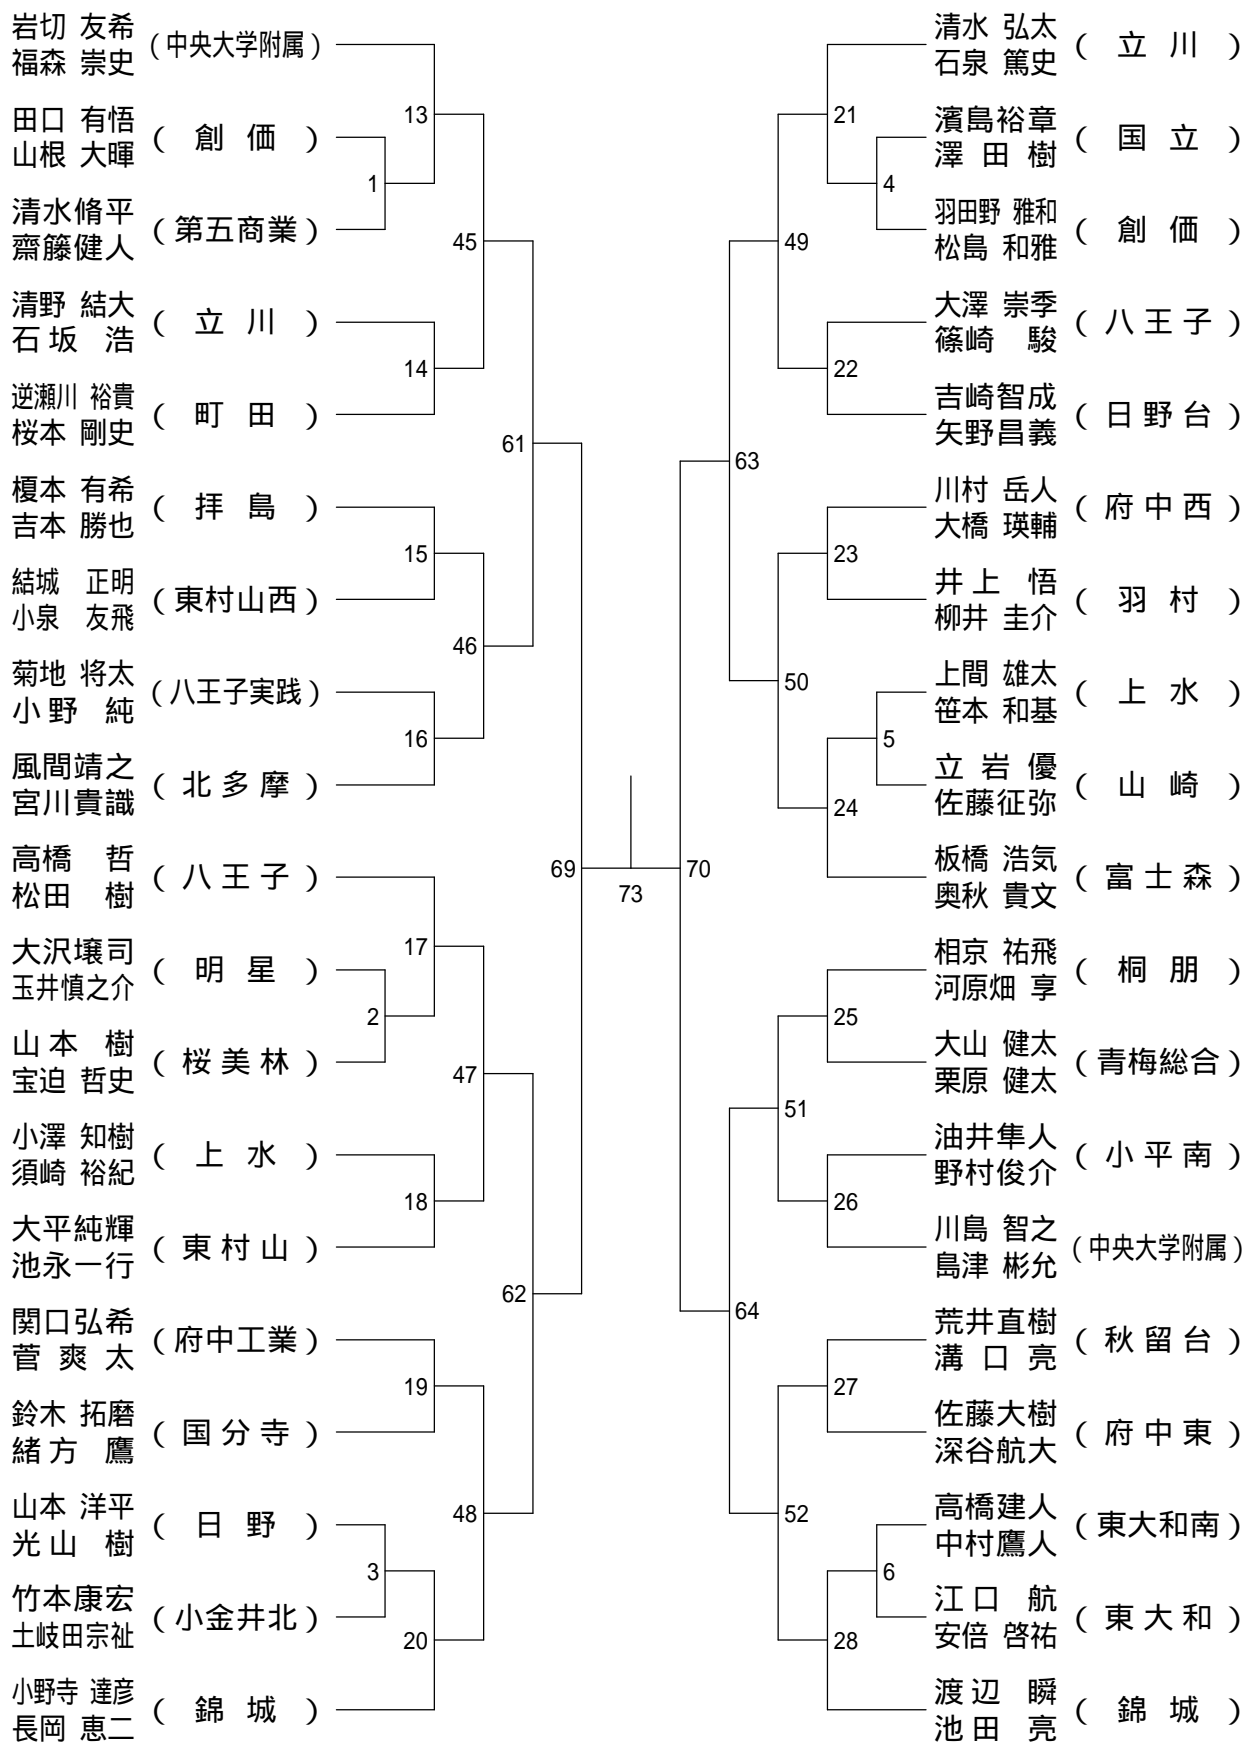 岩切 友希
福森 崇史
(中央大学附属)
田口 有悟
山根 大暉
( 創 価 )
清水脩平
齋藤健人
(第五商業)
清野 結大
石坂 浩
( 立 川 )
逆瀬川 裕貴
桜本 剛史
( 町 田 )
榎本 有希
吉本 勝也
( 拝 島 )
結城 正明
小泉 友飛
(東村山西)
菊地 将太
小野 純
(八王子実践)
風間靖之
宮川貴識
(北多摩)
高橋 哲
松田 樹
(八王子)
大沢壌司
玉井慎之介
( 明 星 )
山本 樹
宝迫 哲史
(桜美林)
小澤 知樹
須崎 裕紀
( 上 水 )
大平純輝
池永一行
(東村山)
関口弘希
菅 爽太
(府中工業)
鈴木 拓磨
緒方 鷹
(国分寺)
山本 洋平
光山 樹
( 日 野 )
竹本康宏
土岐田宗祉
(小金井北)
小野寺 達彦
長岡 恵二
( 錦 城 )
1
2
3
13
14
15
16
17
18
19
20
45
46
47
48
61
62
69
73
70
63
64
49
50
51
52
21
22
23
24
25
26
27
28
4
5
6
清水 弘太
石泉 篤史
( 立 川 )
濱島裕章
澤田 樹
( 国 立 )
羽田野 雅和
松島 和雅
( 創 価 )
大澤 崇季
篠崎 駿
(八王子)
吉崎智成
矢野昌義
(日野台)
川村 岳人
大橋 瑛輔
(府中西)
井上 悟
柳井 圭介
( 羽 村 )
上間 雄太
笹本 和基
( 上 水 )
立岩 優
佐藤征弥
( 山 崎 )
板橋 浩気
奥秋 貴文
(富士森)
相京 祐飛
河原畑 享
( 桐 朋 )
大山 健太
栗原 健太
(青梅総合)
油井隼人
野村俊介
(小平南)
川島 智之
島津 彬允
(中央大学附属)
荒井直樹
溝口 亮
(秋留台)
佐藤大樹
深谷航大
(府中東)
高橋建人
中村鷹人
(東大和南)
江口 航
安倍 啓祐
(東大和)
渡辺 瞬
池田 亮
( 錦 城 )